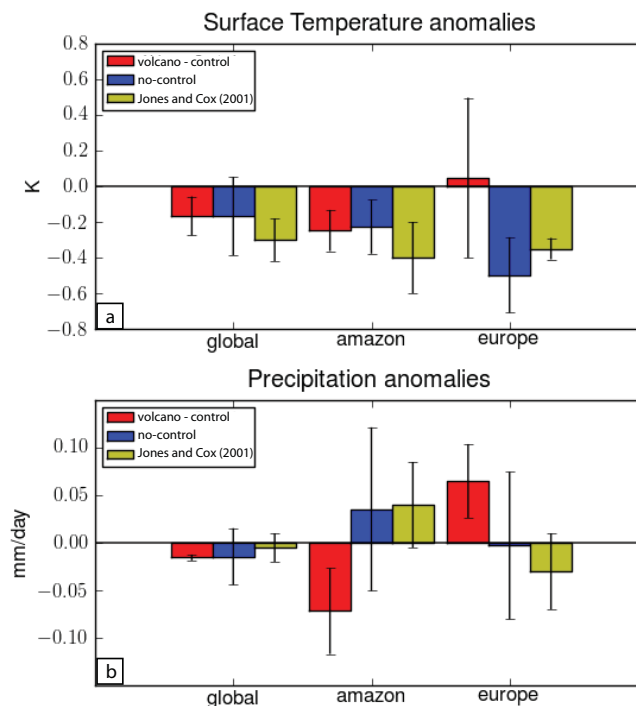 Surface Temperature anomalies
0.8
0.6
0.4
0.2
0.0
−0.2
−0.4
−0.6
−0.8
K
volcano - control
no-control
Jones and Cox (2001)
a
global amazon europe
Precipitation anomalies
0.10
0.05
0.00
−0.05
−0.10
mm/day
volcano - control
no-control
Jones and Cox (2001)
b
global amazon europe